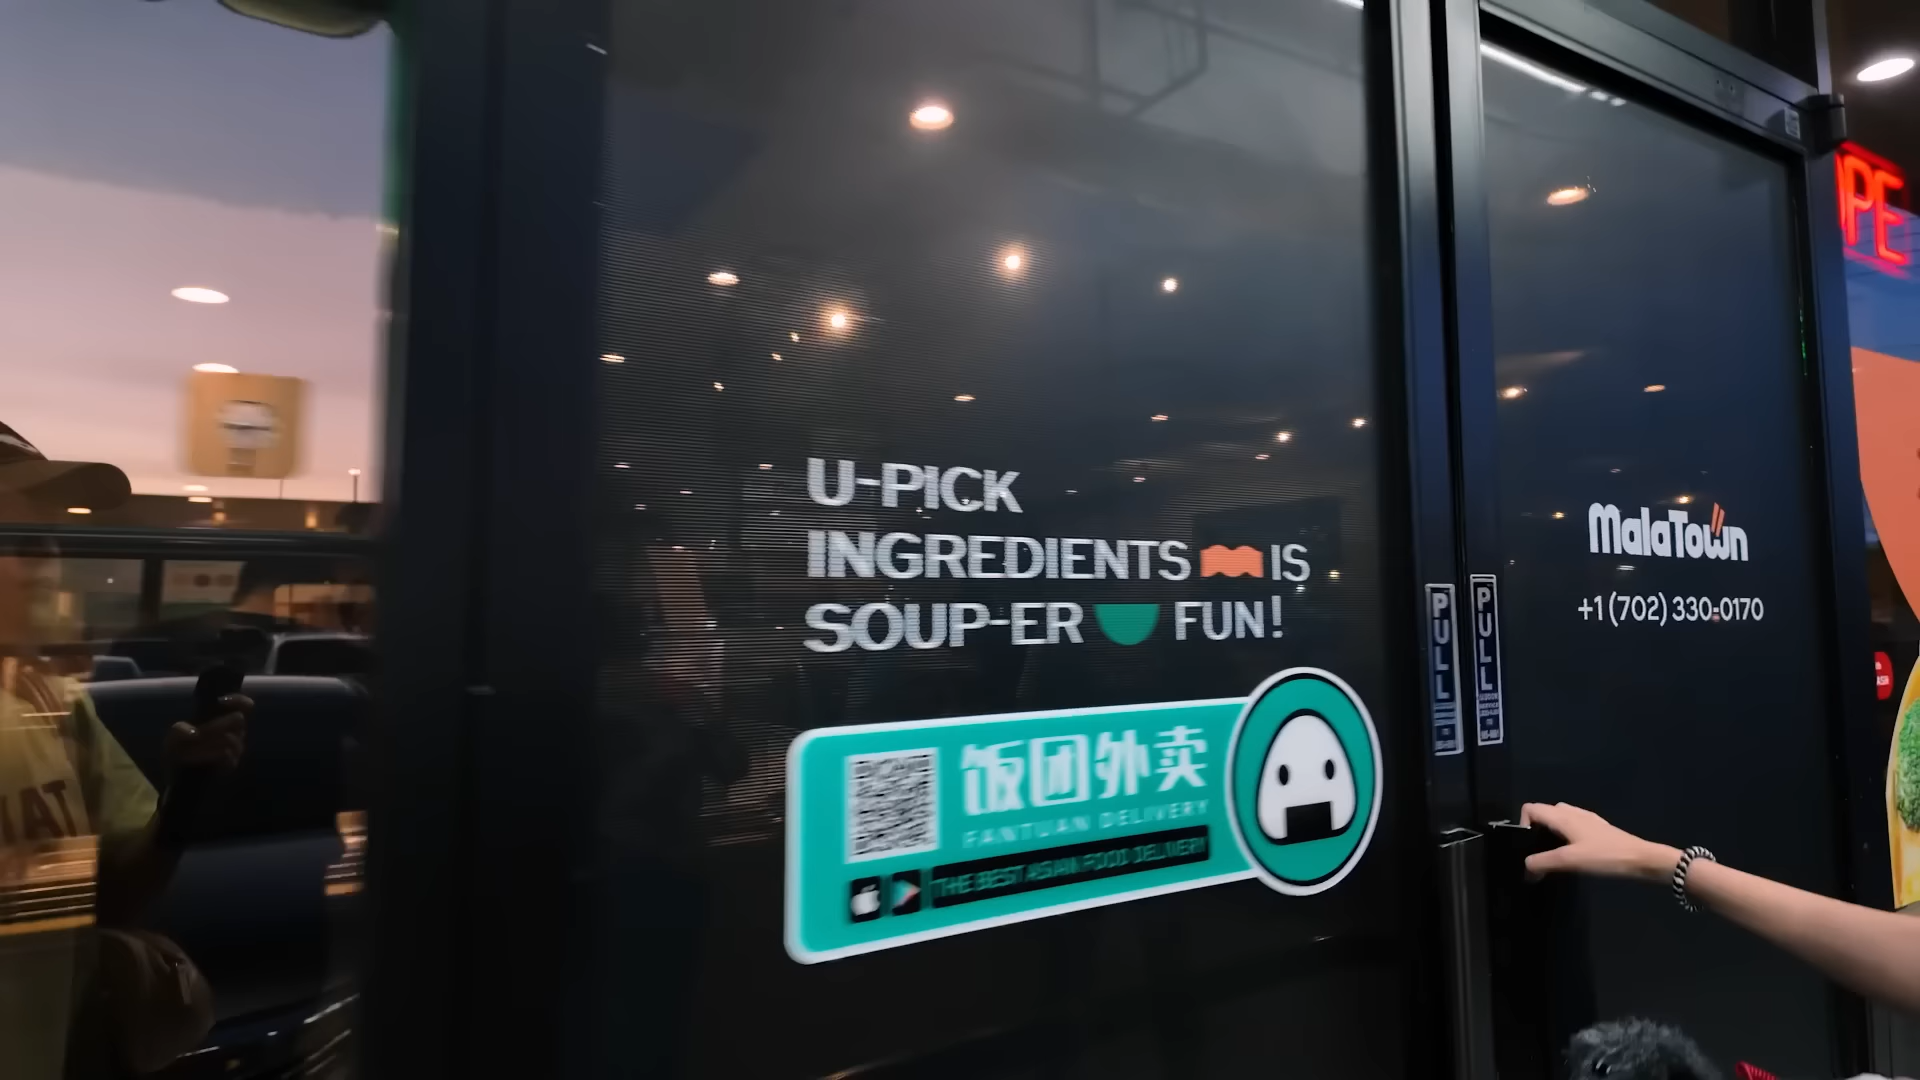 U-PICK
INGREDIENTS IS
SOUP-ER FUN!
饭团外卖
FANTUAN DELIVERY
THE BEST ASIAN FOOD DELIVERY
PULL
PULL
MalaTown
+1 (702) 330-0170
OPE